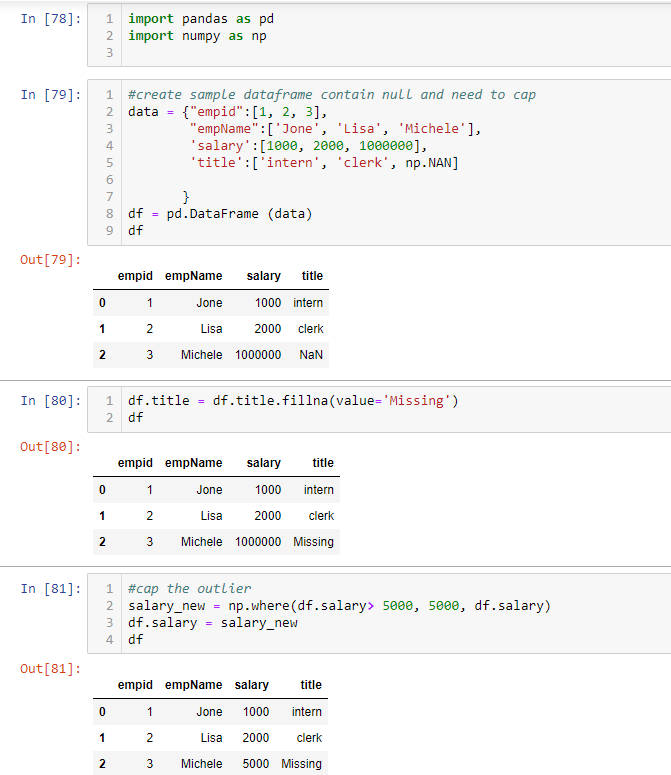 In [78]:
1 import pandas as pd
2 import numpy as np
3
In [79]:
1 #create sample dataframe contain null and need to cap
2 data = {"empid":[1, 2, 3],
3 "empName":['Jone', 'Lisa', 'Michele'],
4 'salary':[1000, 2000, 1000000],
5 'title':['intern', 'clerk', np.NAN]
6
7 }
8 df = pd.DataFrame (data)
9 df
Out[79]:
empid empName salary title
0 1 Jone 1000 intern
1 2 Lisa 2000 clerk
2 3 Michele 1000000 NaN
In [80]:
1 df.title = df.title.fillna(value='Missing')
2 df
Out[80]:
empid empName salary title
0 1 Jone 1000 intern
1 2 Lisa 2000 clerk
2 3 Michele 1000000 Missing
In [81]:
1 #cap the outlier
2 salary_new = np.where(df.salary> 5000, 5000, df.salary)
3 df.salary = salary_new
4 df
Out[81]:
empid empName salary title
0 1 Jone 1000 intern
1 2 Lisa 2000 clerk
2 3 Michele 5000 Missing